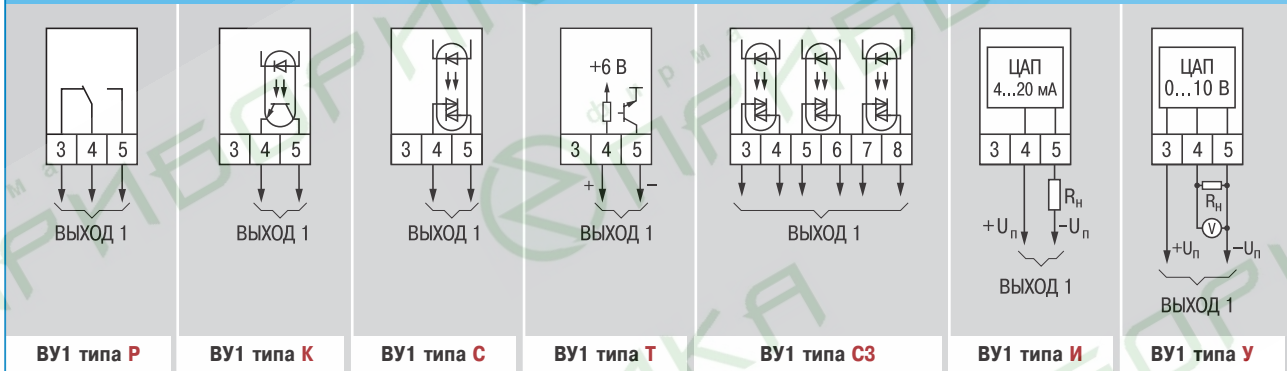 3 4 5
ВЫХОД 1
ВУ1 типа Р
3 4 5
ВЫХОД 1
ВУ1 типа К
3 4 5
ВЫХОД 1
ВУ1 типа С
+6 В
3 4 5
+ −
ВЫХОД 1
ВУ1 типа Т
3 4 5 6 7 8
ВЫХОД 1
ВУ1 типа С3
ЦАП
4...20 мА
3 4 5
Rн
+Uп −Uп
ВЫХОД 1
ВУ1 типа И
ЦАП
0...10 В
3 4 5
Rн
V
+Uп −Uп
ВЫХОД 1
ВУ1 типа У
фирма
ПРИБОРИКА